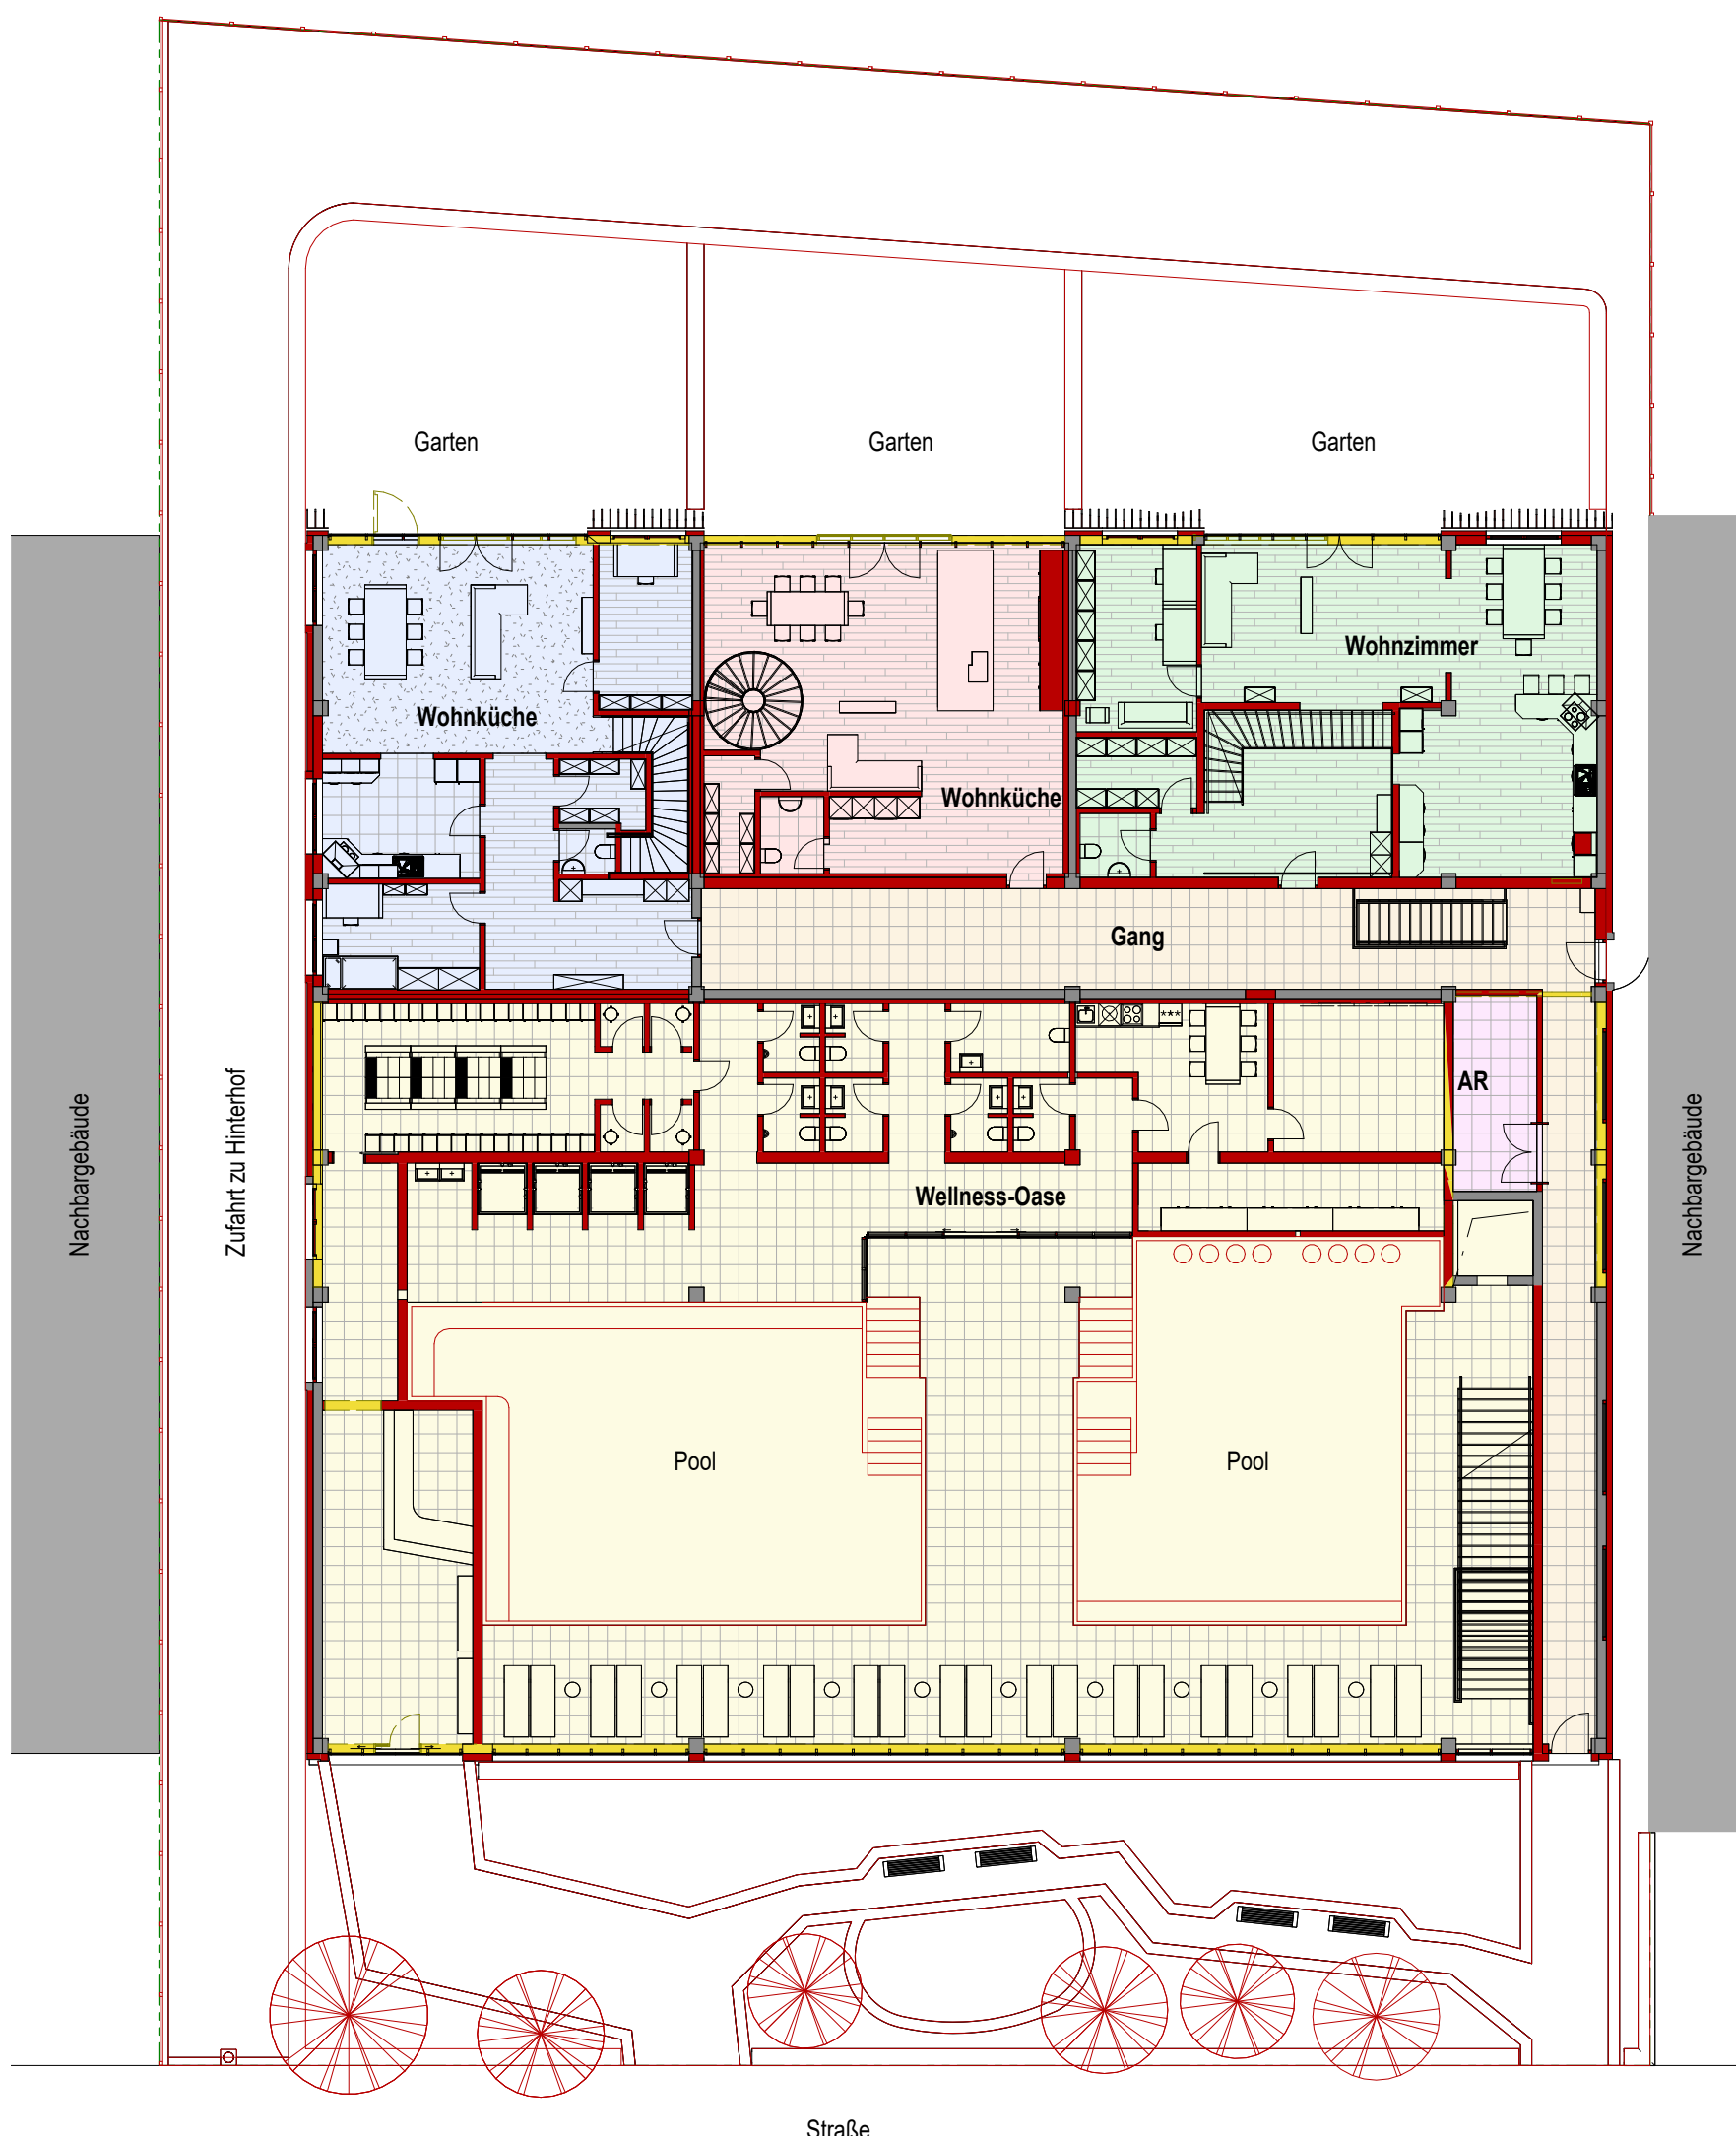 Garten
Garten
Garten
Wohnzimmer
Wohnküche
Wohnküche
Gang
Nachbargebäude
Zufahrt zu Hinterhof
AR
Nachbargebäude
Wellness-Oase
Pool
Pool
Straße